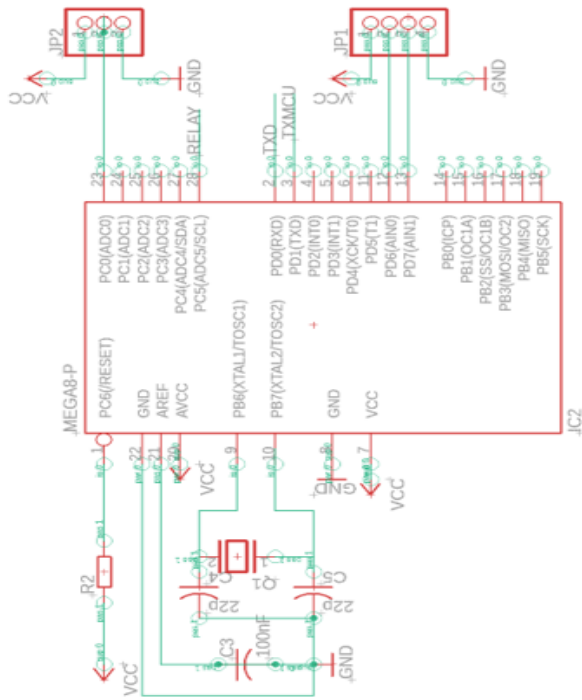 JP2
VCC
GND
JP1
VCC
GND
RELAY
TXD
TXMCU
23
24
25
26
27
28
2
3
4
5
6
11
12
13
14
15
16
17
18
19
PC0(ADC0)
PC1(ADC1)
PC2(ADC2)
PC3(ADC3)
PC4(ADC4/SDA)
PC5(ADC5/SCL)
PD0(RXD)
PD1(TXD)
PD2(INT0)
PD3(INT1)
PD4(XCK/T0)
PD5(T1)
PD6(AIN0)
PD7(AIN1)
PB0(ICP)
PB1(OC1A)
PB2(SS/OC1B)
PB3(MOSI/OC2)
PB4(MISO)
PB5(SCK)
MEGA8-P
PC6(/RESET)
GND
AREF
AVCC
PB6(XTAL1/TOSC1)
PB7(XTAL2/TOSC2)
GND
VCC
IC2
1
22
21
20
9
10
8
7
VCC
GND
VCC
R2
VCC
C4
22p
Q1
C5
22p
C3
100nF
GND